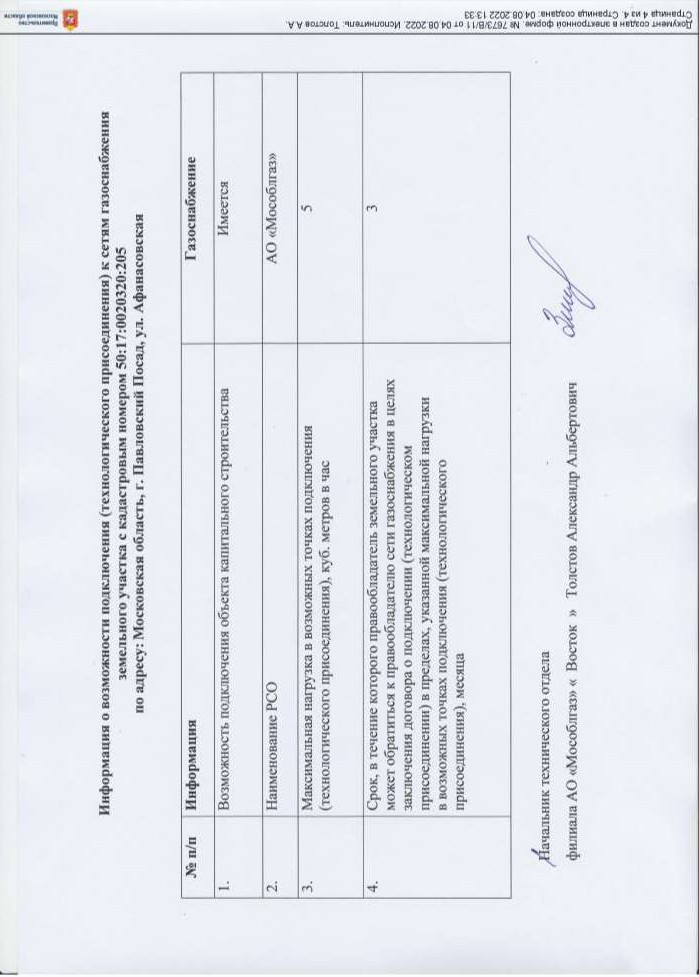 Информация о возможности подключения (технологического присоединения) к сетям газоснабжения
земельного участка с кадастровым номером 50:17:0020320:205
по адресу: Московская область, г. Павловский Посад, ул. Афанасовская
№ п/п Информация Газоснабжение
1. Возможность подключения объекта капитального строительства Имеется
2. Наименование РСО АО «Мособлгаз»
3. Максимальная нагрузка в возможных точках подключения
(технологического присоединения), куб. метров в час 5
4. Срок, в течение которого правообладатель земельного участка
может обратиться к правообладателю сети газоснабжения в целях
заключения договора о подключении (технологическом
присоединении) в пределах, указанной максимальной нагрузки
в возможных точках подключения (технологического
присоединения), месяца 3
Начальник технического отдела
филиала АО «Мособлгаз» « Восток » Толстов Александр Альбертович
Документ создан в электронной форме. № 7673/В/11 от 04.08.2022. Исполнитель: Толстов А.А.
Страница 4 из 4. Страница создана: 04.08.2022 13:33
Правительство
Московской области